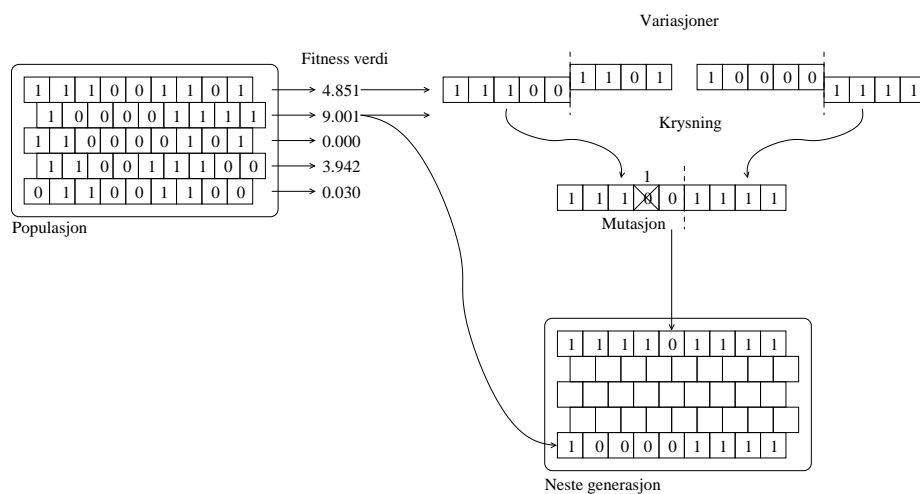 Variasjoner
Fitness verdi
1 1 1 0 0 1 1 0 1
4.851
1 0 0 0 0 1 1 1 1
9.001
1 1 0 0 0 0 1 0 1
0.000
1 1 0 0 1 1 1 0 0
3.942
0 1 1 0 0 1 1 0 0
0.030
Populasjon
1 1 1 0 0
1 1 0 1
1 0 0 0 0
1 1 1 1
Krysning
1
1 1 1 0 0 1 1 1 1
Mutasjon
1 1 1 1 0 1 1 1 1
1 0 0 0 0 1 1 1 1
Neste generasjon